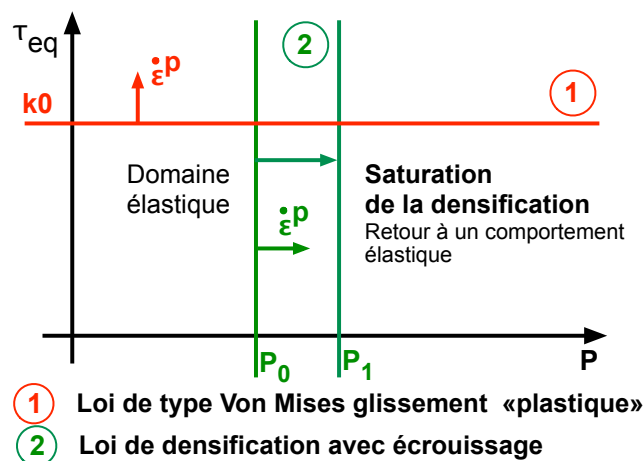 τeq
ε̇p
2
k0
1
Domaine
élastique
Saturation
de la densification
Retour à un comportement
élastique
ε̇p
P0
P1
P
1 Loi de type Von Mises glissement «plastique»
2 Loi de densification avec écrouissage